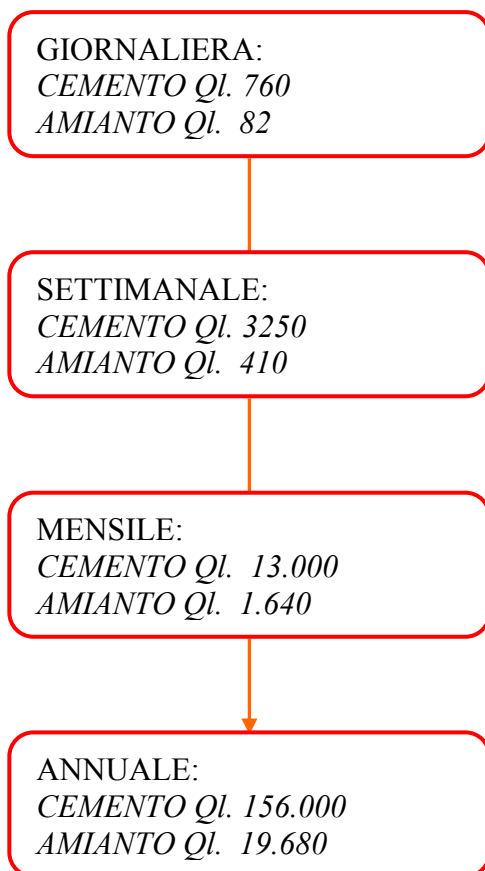 GIORNALIERA:
CEMENTO Ql. 760
AMIANTO Ql. 82
SETTIMANALE:
CEMENTO Ql. 3250
AMIANTO Ql. 410
MENSILE:
CEMENTO Ql. 13.000
AMIANTO Ql. 1.640
ANNUALE:
CEMENTO Ql. 156.000
AMIANTO Ql. 19.680